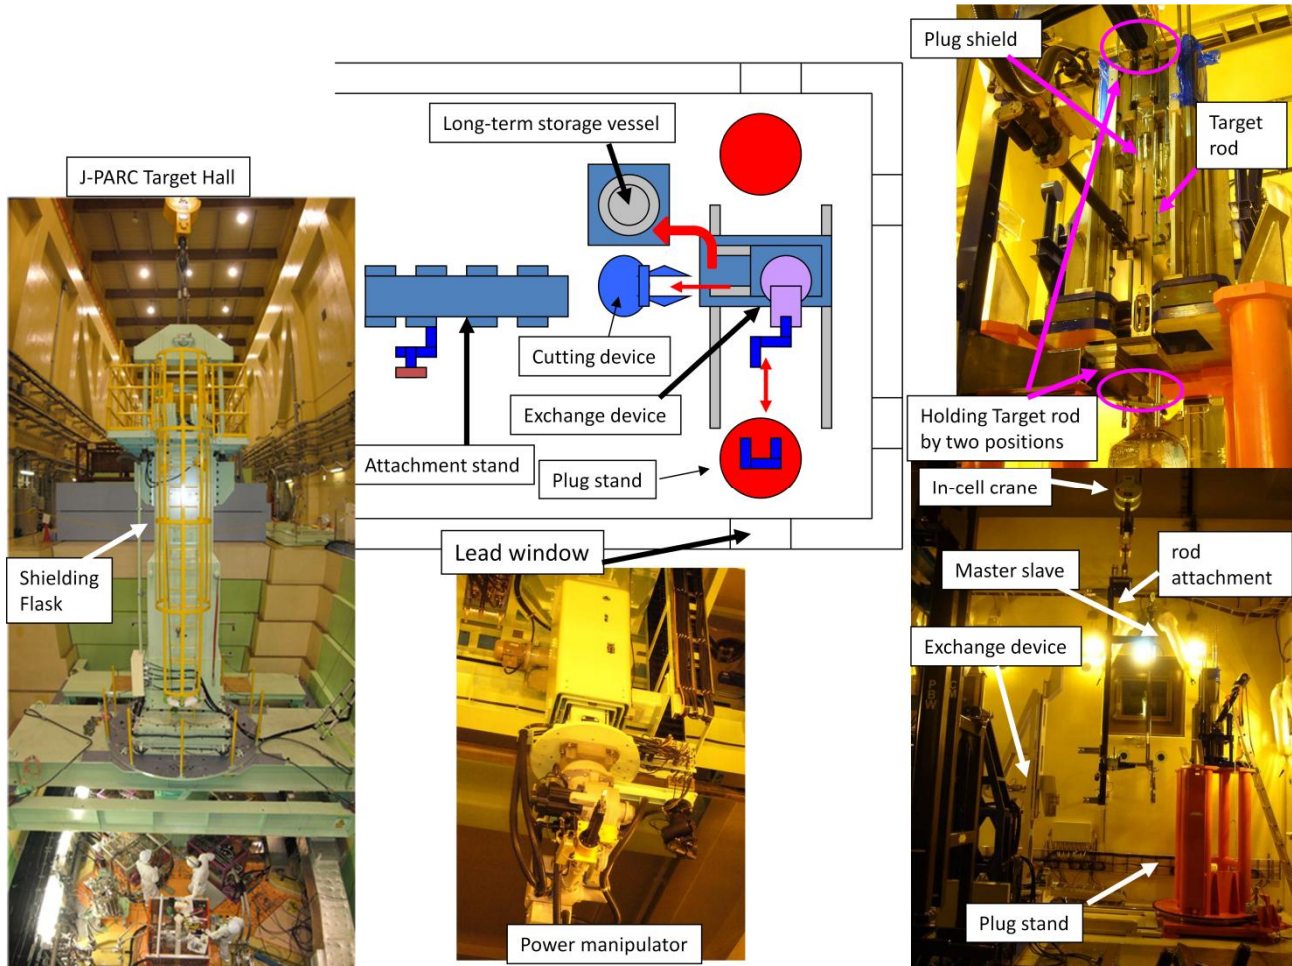 J-PARC Target Hall
Shielding
Flask
Long-term storage vessel
Cutting device
Exchange device
Attachment stand
Plug stand
Lead window
Power manipulator
Plug shield
Target
rod
Holding Target rod
by two positions
In-cell crane
rod
attachment
Master slave
Exchange device
Plug stand